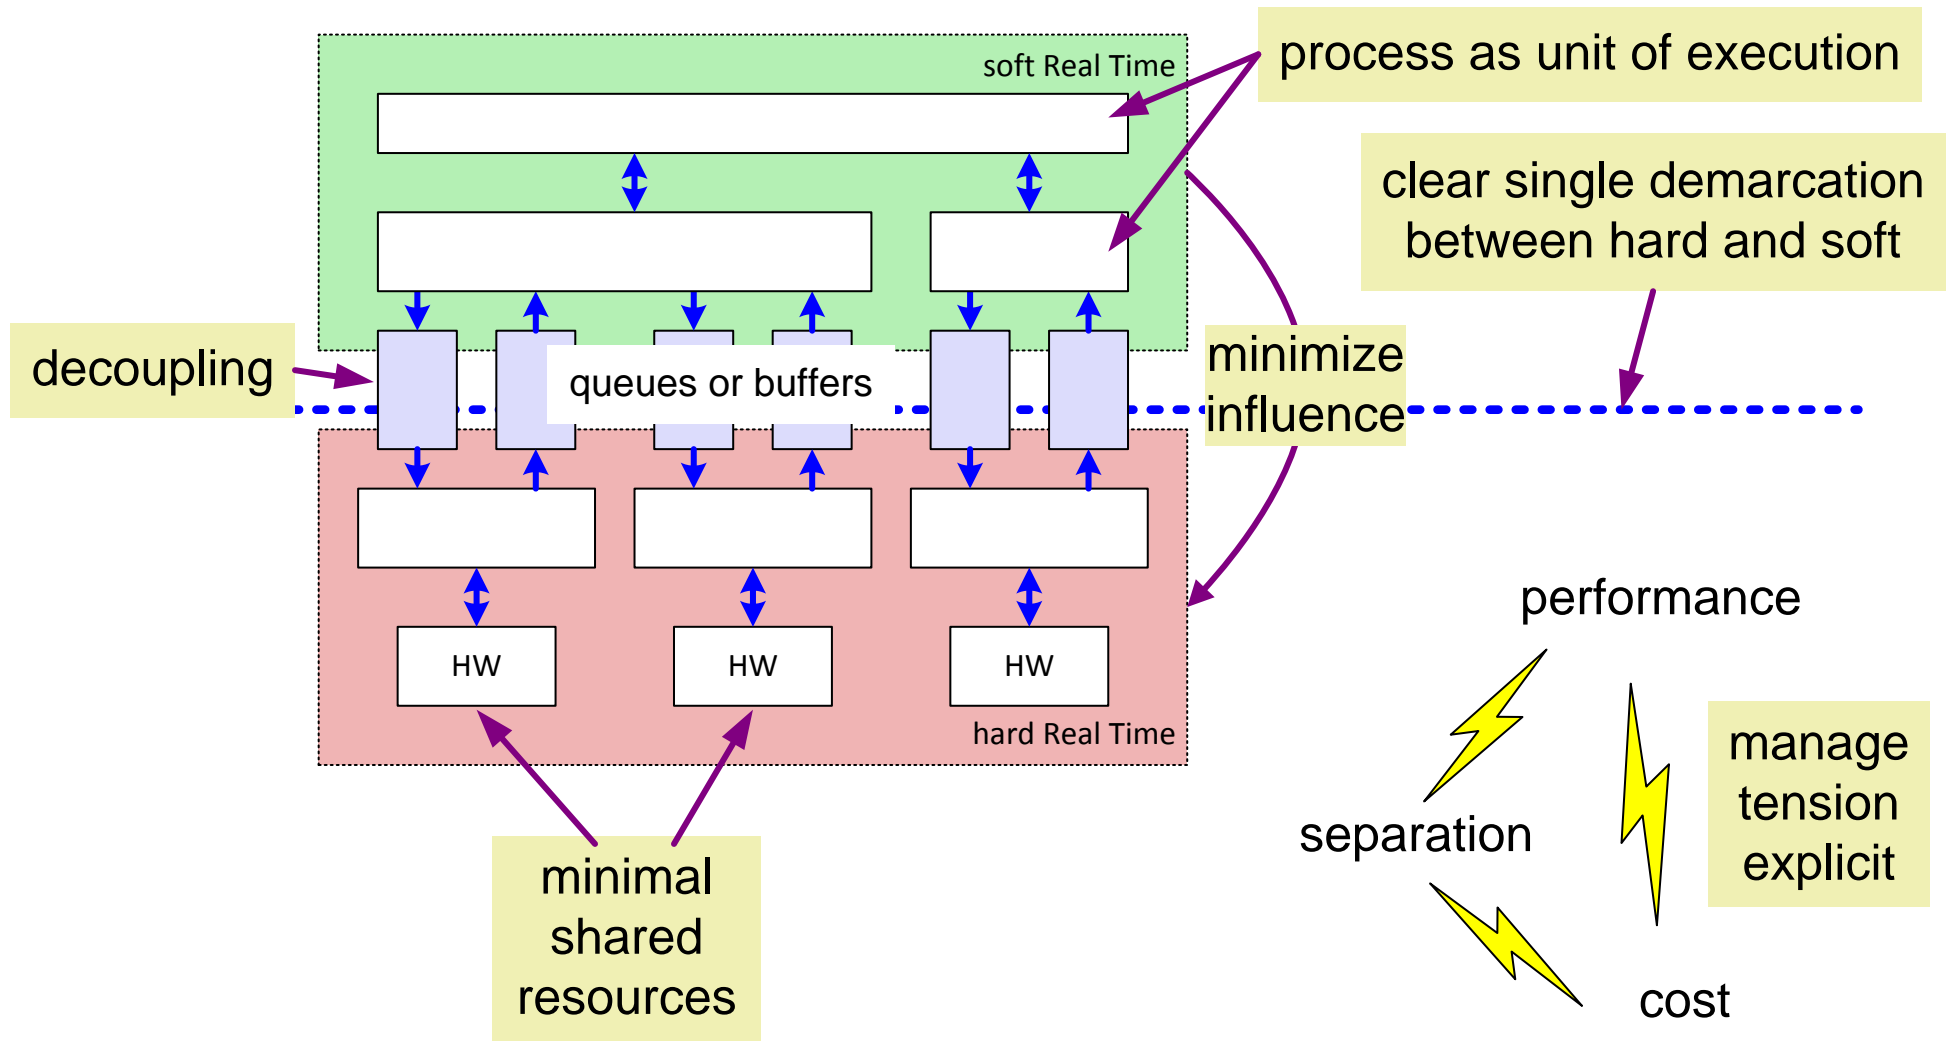 soft Real Time
process as unit of execution
clear single demarcation
between hard and soft
decoupling
queues or buffers
minimize
influence
HW
HW
HW
hard Real Time
minimal
shared
resources
performance
separation
cost
manage
tension
explicit